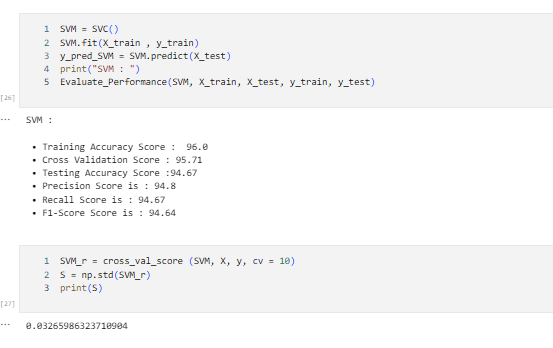 1 SVM = SVC()
2 SVM.fit(X_train , y_train)
3 y_pred_SVM = SVM.predict(X_test)
4 print("SVM : ")
5 Evaluate_Performance(SVM, X_train, X_test, y_train, y_test)
[26]
... SVM :
• Training Accuracy Score :  96.0
• Cross Validation Score : 95.71
• Testing Accuracy Score :94.67
• Precision Score is : 94.8
• Recall Score is : 94.67
• F1-Score Score is : 94.64
1 SVM_r = cross_val_score (SVM, X, y, cv = 10)
2 S = np.std(SVM_r)
3 print(S)
[27]
... 0.03265986323710904